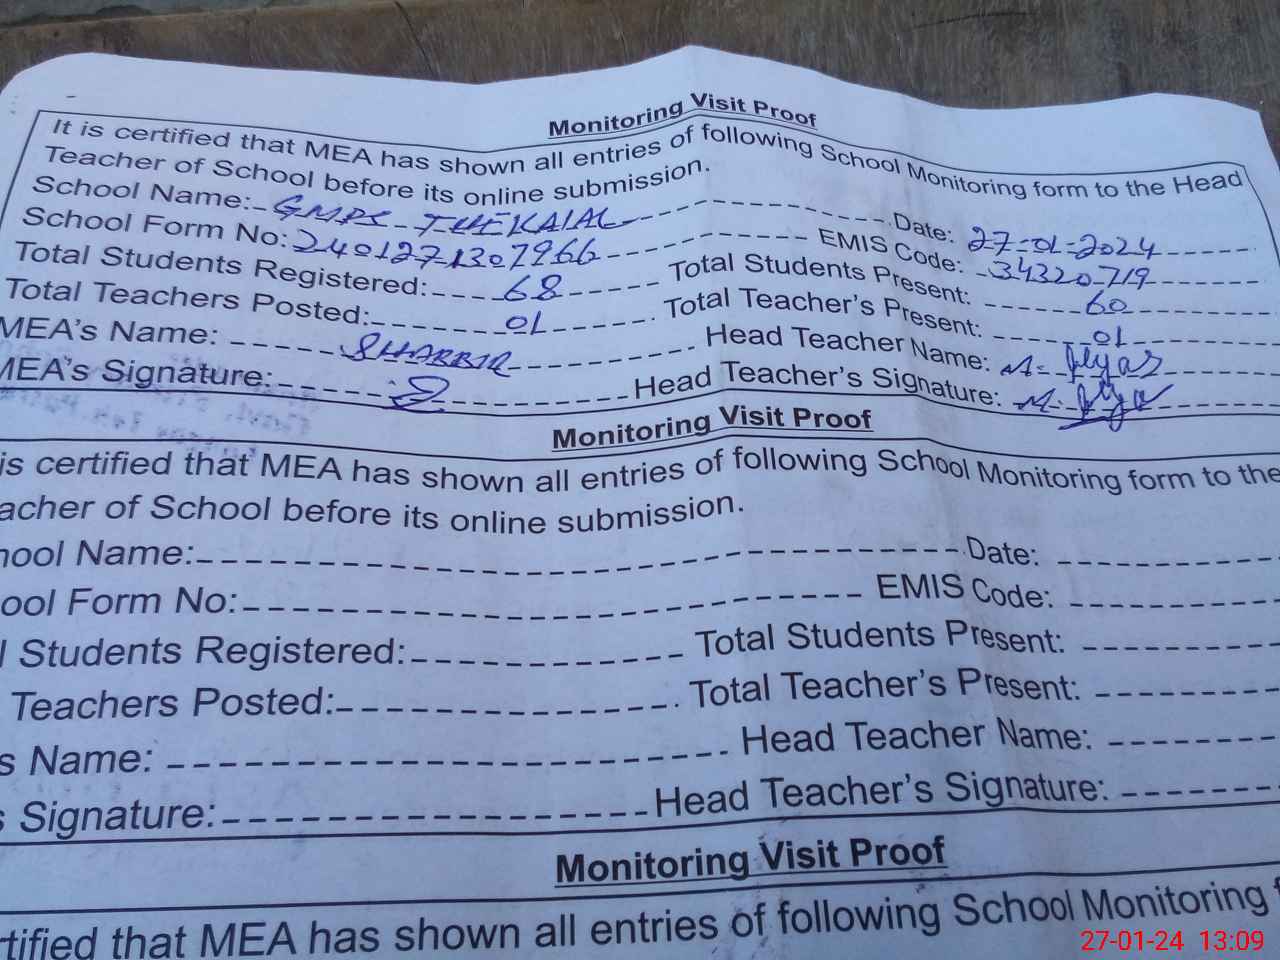 Monitoring Visit Proof
It is certified that MEA has shown all entries of following School Monitoring form to the Head
Teacher of School before its online submission.
School Name: GMPS THEKALAL Date: 27-01-2024
School Form No: 2401271307966 EMIS Code: 34320719
Total Students Registered: 68 Total Students Present: 60
Total Teachers Posted: 01 Total Teacher's Present: 01
MEA's Name: SHABBIR Head Teacher Name: M. Ilyas
MEA's Signature: Head Teacher's Signature: M. Ilyas
Monitoring Visit Proof
is certified that MEA has shown all entries of following School Monitoring form to the
acher of School before its online submission.
hool Name: Date:
ool Form No: EMIS Code:
l Students Registered: Total Students Present:
Teachers Posted: Total Teacher's Present:
s Name: Head Teacher Name:
s Signature: Head Teacher's Signature:
Monitoring Visit Proof
rtified that MEA has shown all entries of following School Monitoring f
27-01-24 13:09